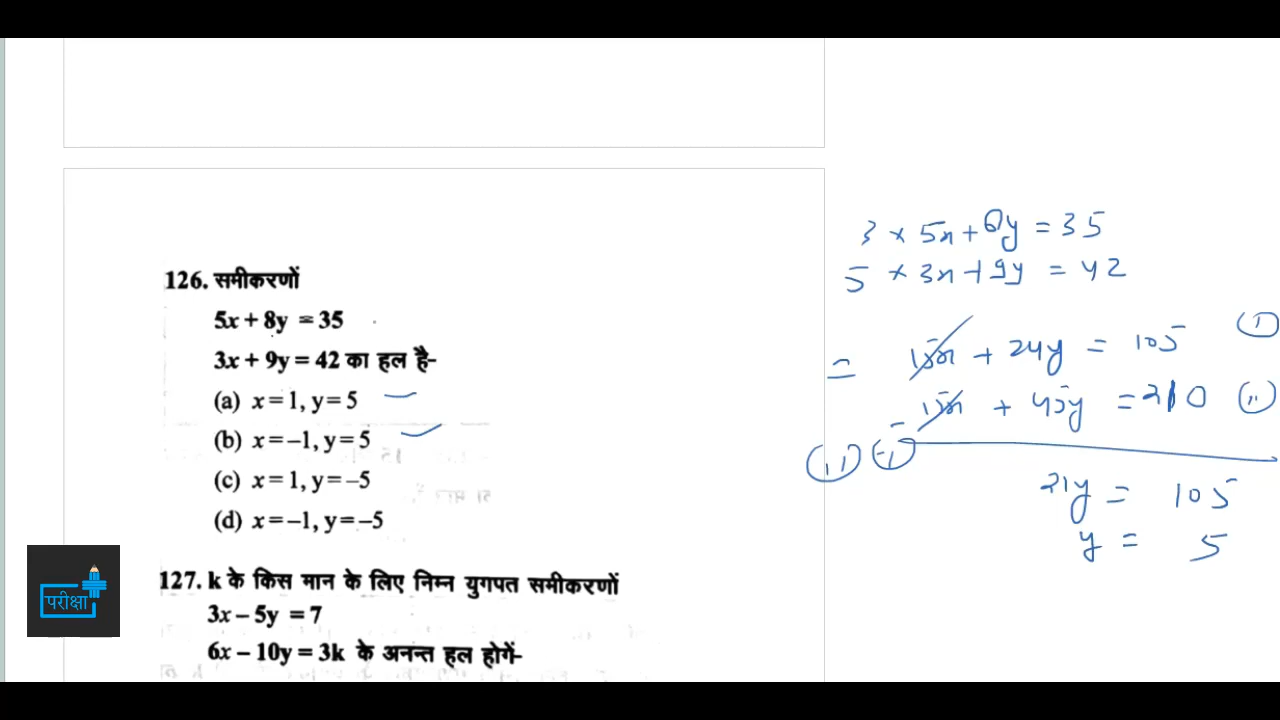 126. समीकरणों
5x + 8y = 35
3x + 9y = 42 का हल है-
(a) x = 1, y = 5
(b) x = –1, y = 5
(c) x = 1, y = –5
(d) x = –1, y = –5
127. k के किस मान के लिए निम्न युगपत समीकरणों
3x – 5y = 7
6x – 10y = 3k के अनन्त हल होगें-
परीक्षा
3 × 5x + 8y = 35
5 × 3x + 9y = 42
= 15x + 24y = 105 (i)
15x + 45y = 210 (ii)
(ii) - (i)
21y = 105
y = 5